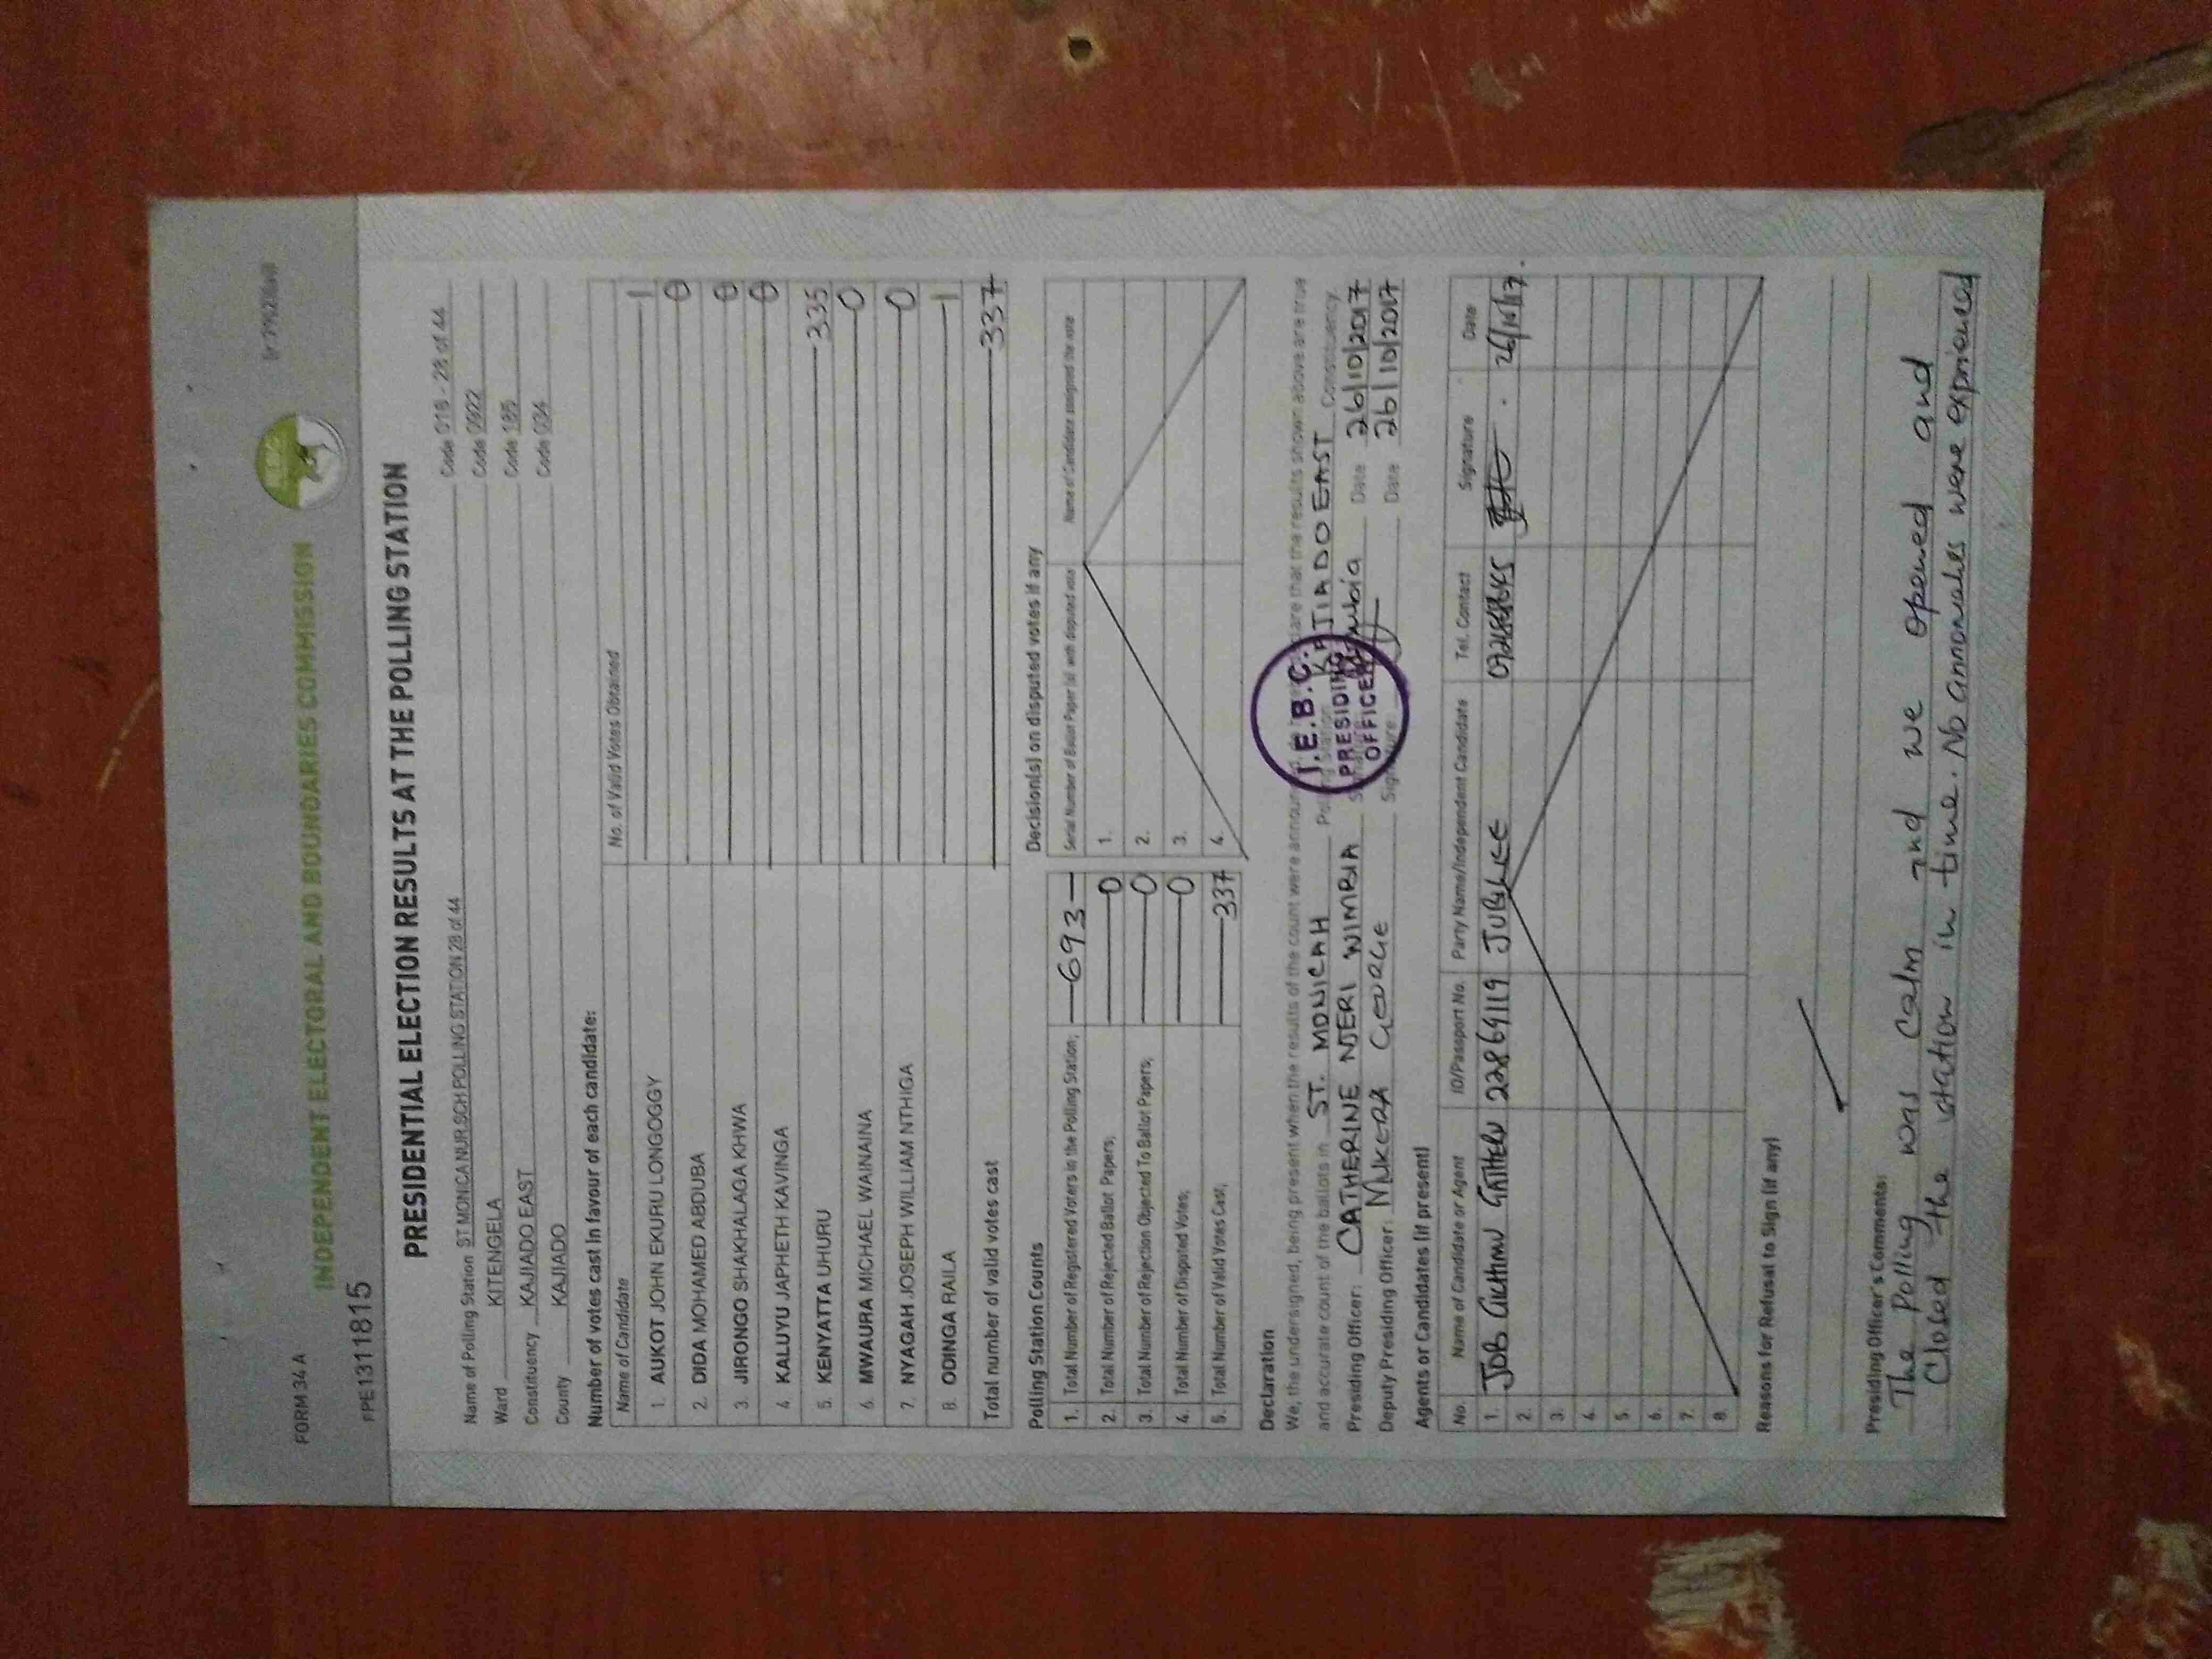 FORM 34 A
INDEPENDENT ELECTORAL AND BOUNDARIES COMMISSION
FPE1311815
PRESIDENTIAL ELECTION RESULTS AT THE POLLING STATION
Name of Polling Station ST MONICA NUR SCH POLLING STATION 28 of 44 Code 018 - 28 of 44
Ward KITENGELA Code 0922
Constituency KAJIADO EAST Code 185
County KAJIADO Code 034
Number of votes cast in favour of each candidate:
Name of Candidate No. of Valid Votes Obtained
1. AUKOT JOHN EKURU LONGOGGY 1
2. DIDA MOHAMED ABDUBA 0
3. JIRONGO SHAKHALAGA KHWA 0
4. KALUYU JAPHETH KAVINGA 0
5. KENYATTA UHURU 335
6. MWAURA MICHAEL WAINAINA 0
7. NYAGAH JOSEPH WILLIAM NTHIGA 0
8. ODINGA RAILA 1
Total number of valid votes cast 337
Polling Station Counts
1. Total Number of Registered Voters in the Polling Station; 693
2. Total Number of Rejected Ballot Papers; 0
3. Total Number of Rejection Objected To Ballot Papers; 0
4. Total Number of Disputed Votes; 0
5. Total Number of Valid Votes Cast; 337
Decision(s) on disputed votes if any
Serial Number of Ballot Paper (s) with disputed vote Name of Candidate assigned the vote
1.
2.
3.
4.
Declaration
We, the undersigned, being present when the results of the count were announced, do hereby declare that the results shown above are true
and accurate count of the ballots in ST. MONICAH Polling Station KAJIADO EAST Constituency.
Presiding Officer: CATHERINE NJERI WIMBIA Date 26/10/2017
Deputy Presiding Officer: MUKERA GEORGE Signature Date 26/10/2017
I.E.B.C.
PRESIDING
OFFICER
Agents or Candidates (if present)
No. Name of Candidate or Agent ID/Passport No. Party Name/Independent Candidate Tel. Contact Signature Date
1. JOB GITHERU 22869119 JUBILEE 26/10/17.
2.
3.
4.
5.
6.
7.
8.
Reasons for Refusal to Sign (if any)
Presiding Officer's Comments:
The Polling was calm and we opened and
Closed the station in time. No annomalies were experienced